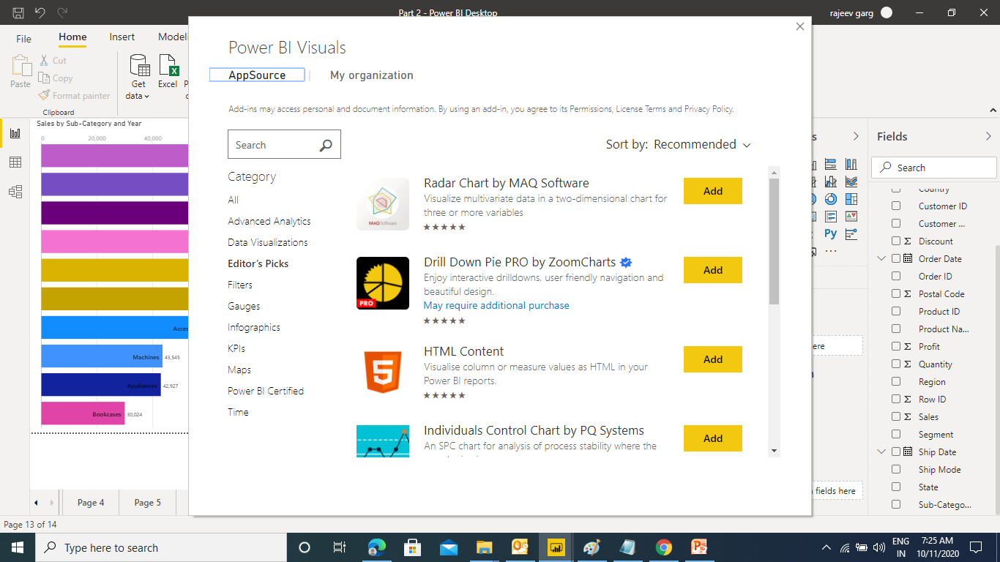 Part 2 - Power BI Desktop
rajeev garg
File
Home
Insert
Modeli
Paste
Cut
Copy
Format painter
Clipboard
Get
data
Excel
Power BI Visuals
AppSource
My organization
Add-ins may access personal and document information. By using an add-in, you agree to its Permissions, License Terms and Privacy Policy.
Search
Sort by: Recommended
Category
All
Advanced Analytics
Data Visualizations
Editor's Picks
Filters
Gauges
Infographics
KPIs
Maps
Power BI Certified
Time
MAQ Software
Radar Chart by MAQ Software
Visualize multivariate data in a two-dimensional chart for
three or more variables
Add
PRO
Drill Down Pie PRO by ZoomCharts
Enjoy interactive drilldowns, user friendly navigation and
beautiful design.
May require additional purchase
Add
HTML Content
Visualise column or measure values as HTML in your
Power BI reports.
Add
Individuals Control Chart by PQ Systems
An SPC chart for analysis of process stability where the
Add
Sales by Sub-Category and Year
0 20,000 40,000
Acces
Machines 43,545
Appliances 42,927
Bookcases 30,024
Page 4
Page 5
Page 13 of 14
s
Py
ere
n
fields here
Fields
Search
Country
Customer ID
Customer ...
Σ Discount
Order Date
Order ID
Σ Postal Code
Product ID
Product Na...
Σ Profit
Σ Quantity
Region
Σ Row ID
Σ Sales
Segment
Ship Date
Ship Mode
State
Sub-Catego...
Type here to search
ENG
IN
7:25 AM
10/11/2020